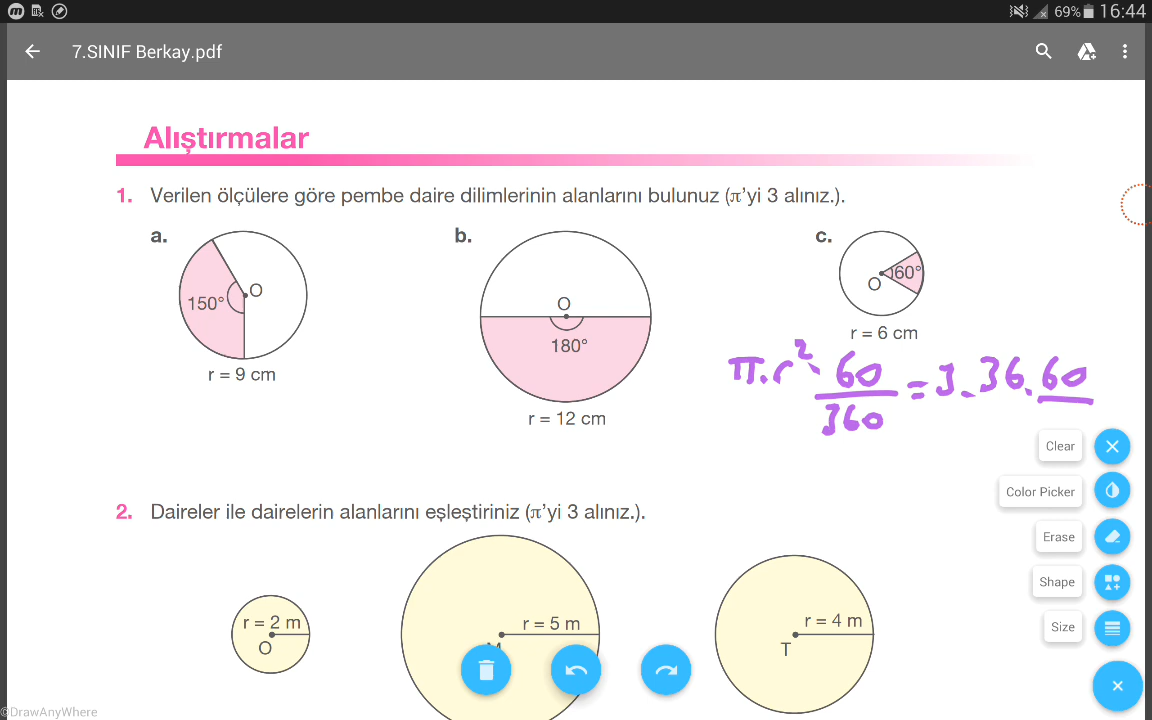 69% 16:44
7.SINIF Berkay.pdf
Alıştırmalar
1. Verilen ölçülere göre pembe daire dilimlerinin alanlarını bulunuz (π'yi 3 alınız.).
a. b. c.
150° O
O
180°
60°
O
r = 9 cm
r = 12 cm
r = 6 cm
π.r². 60/360 = 3.36.60
Clear
Color Picker
Erase
Shape
Size
2. Daireler ile dairelerin alanlarını eşleştiriniz (π'yi 3 alınız.).
r = 2 m
O
r = 5 m
r = 4 m
T
©DrawAnyWhere